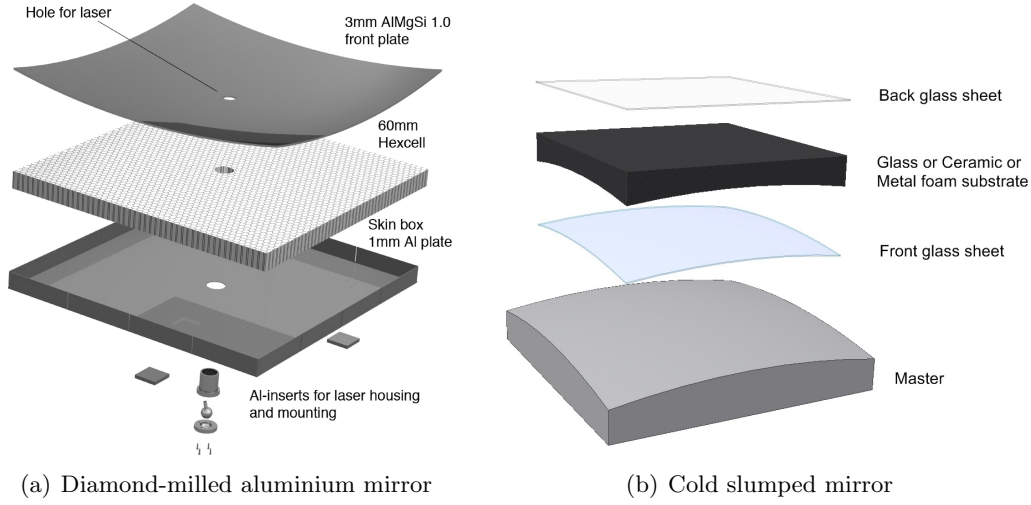 Hole for laser
3mm AlMgSi 1.0
front plate
60mm
Hexcell
Skin box
1mm Al plate
Al-inserts for laser housing
and mounting
(a) Diamond-milled aluminium mirror
Back glass sheet
Glass or Ceramic or
Metal foam substrate
Front glass sheet
Master
(b) Cold slumped mirror